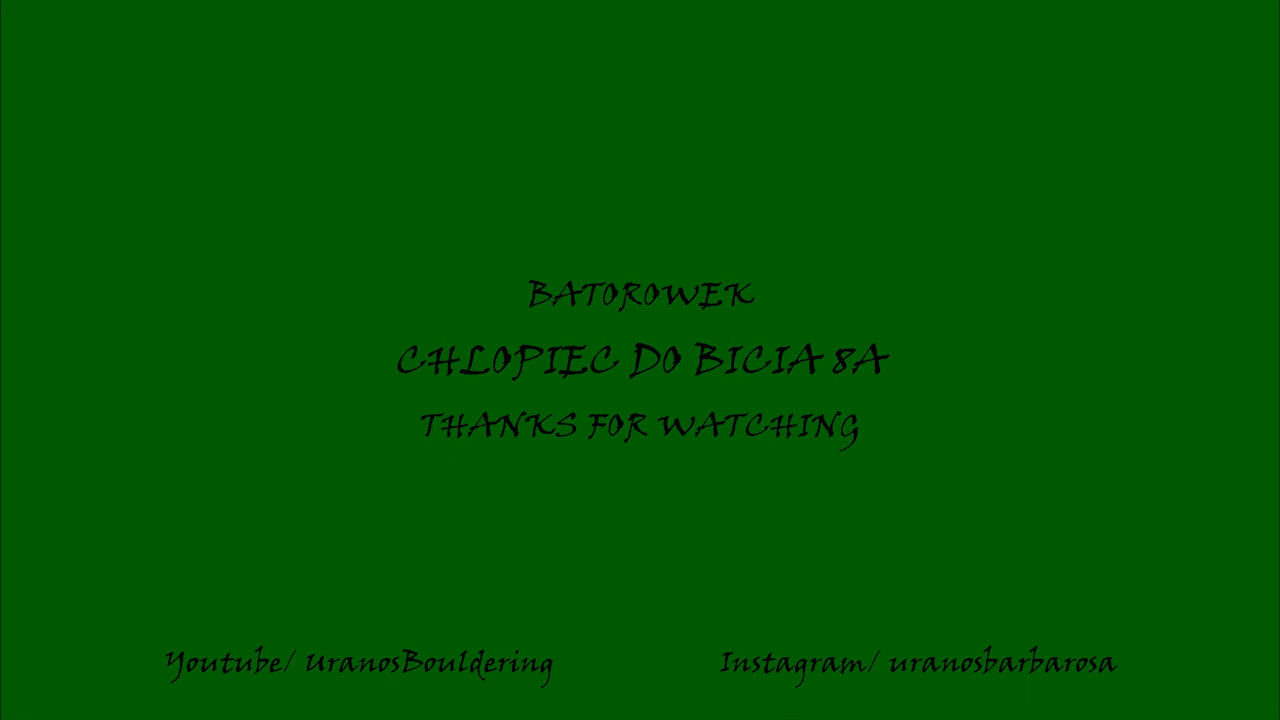 BATOROWEK
CHLOPIEC DO BICIA 8A
THANKS FOR WATCHING
Youtube/ UranosBouldering
Instagram/ uranosbarbarosa